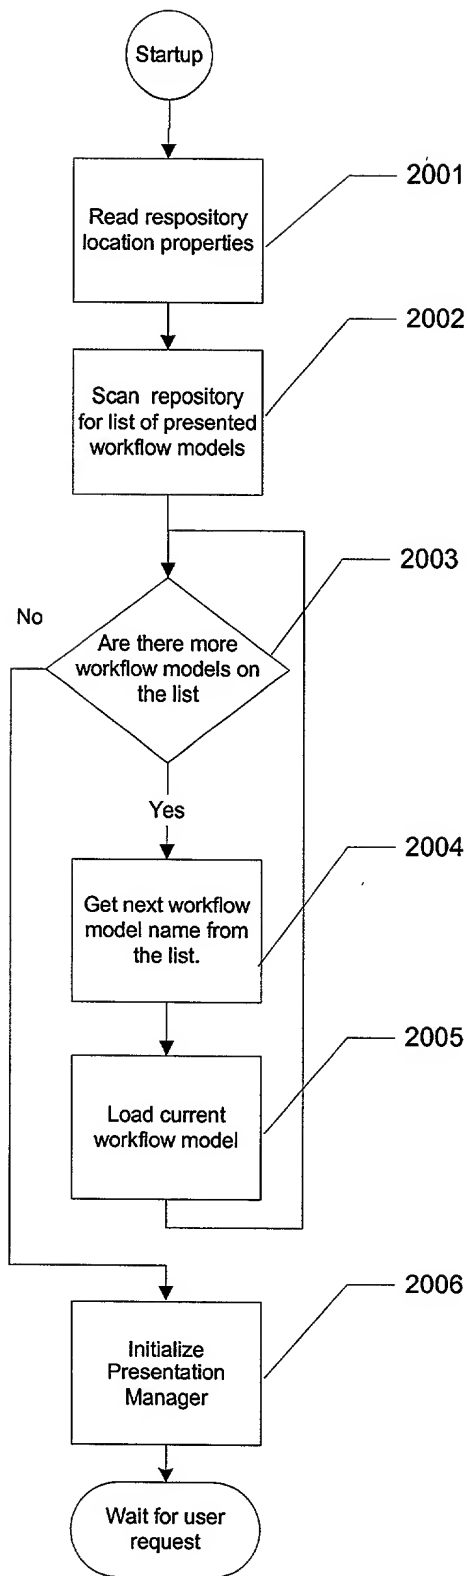 Startup
2001
Read respository
location properties
2002
Scan repository
for list of presented
workflow models
2003
No
Are there more
workflow models on
the list
Yes
2004
Get next workflow
model name from
the list.
2005
Load current
workflow model
2006
Initialize
Presentation
Manager
Wait for user
request